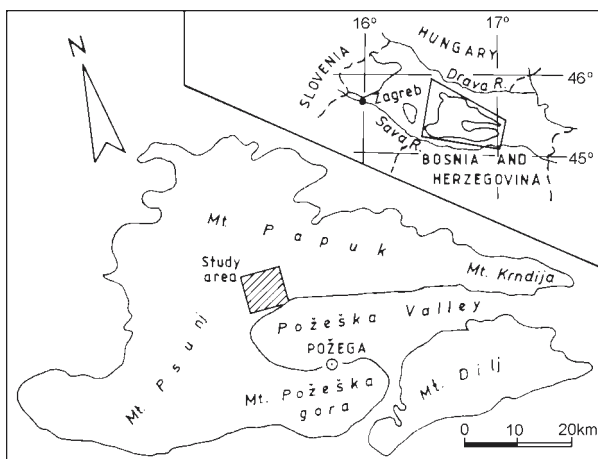 16° 17°
HUNGARY
SLOVENIA
46°
Drava R.
Zagreb
Sava R.
45°
BOSNIA AND
HERZEGOVINA
N
Mt. Papuk
Study
area
Mt. Krndija
Požeška Valley
POŽEGA
Mt. Psunj
Mt. Požeška
gora
Mt. Dilj
0 10 20km